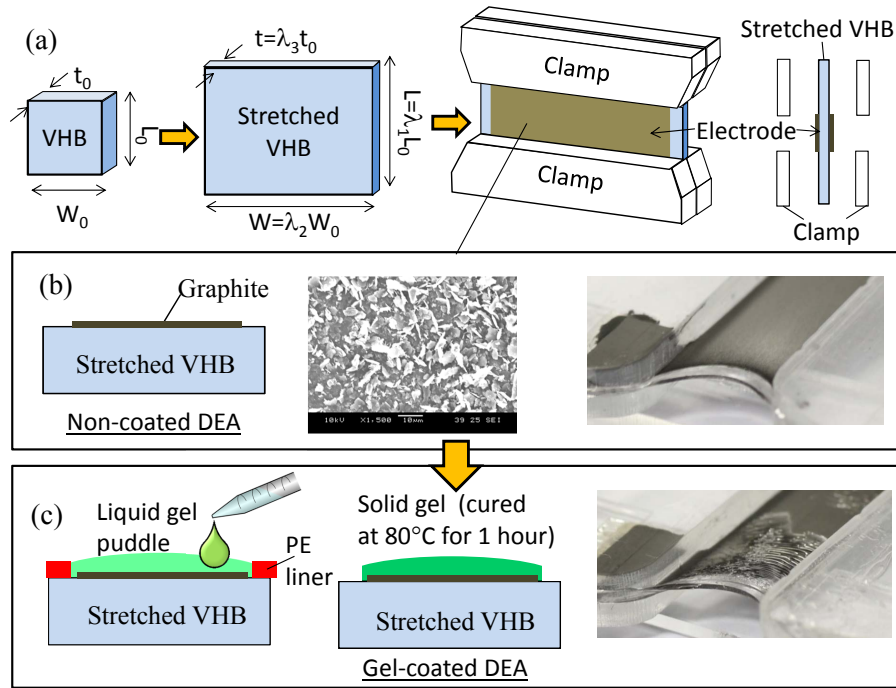 (a)
t=λ₃t₀
t₀
VHB
L₀
W₀
Stretched
VHB
L=λ₁L₀
W=λ₂W₀
Clamp
Electrode
Clamp
Stretched VHB
Clamp
(b)
Graphite
Stretched VHB
Non-coated DEA
10kV X1,500 10μm 39 25 SEI
(c)
Liquid gel
puddle
PE
liner
Stretched VHB
Solid gel (cured
at 80°C for 1 hour)
Stretched VHB
Gel-coated DEA